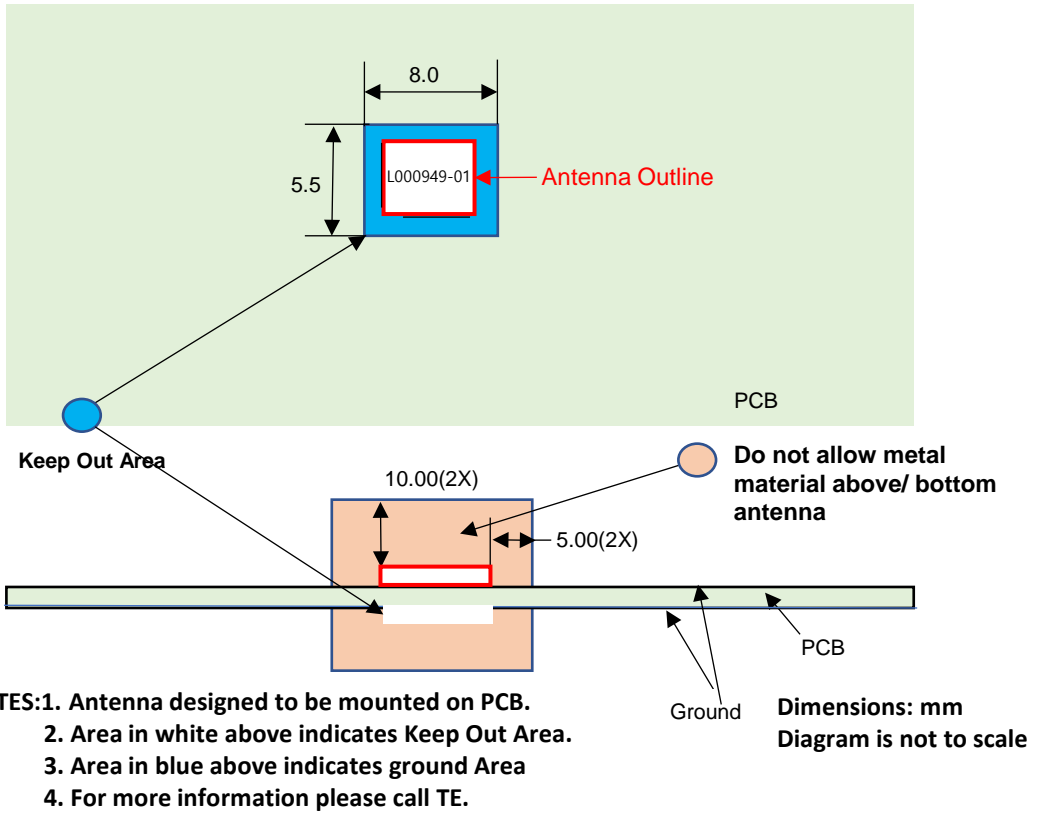 8.0
5.5
L000949-01
Antenna Outline
PCB
Keep Out Area
Do not allow metal
material above/ bottom
antenna
10.00(2X)
5.00(2X)
PCB
Ground
TES:1. Antenna designed to be mounted on PCB.
2. Area in white above indicates Keep Out Area.
3. Area in blue above indicates ground Area
4. For more information please call TE.
Dimensions: mm
Diagram is not to scale